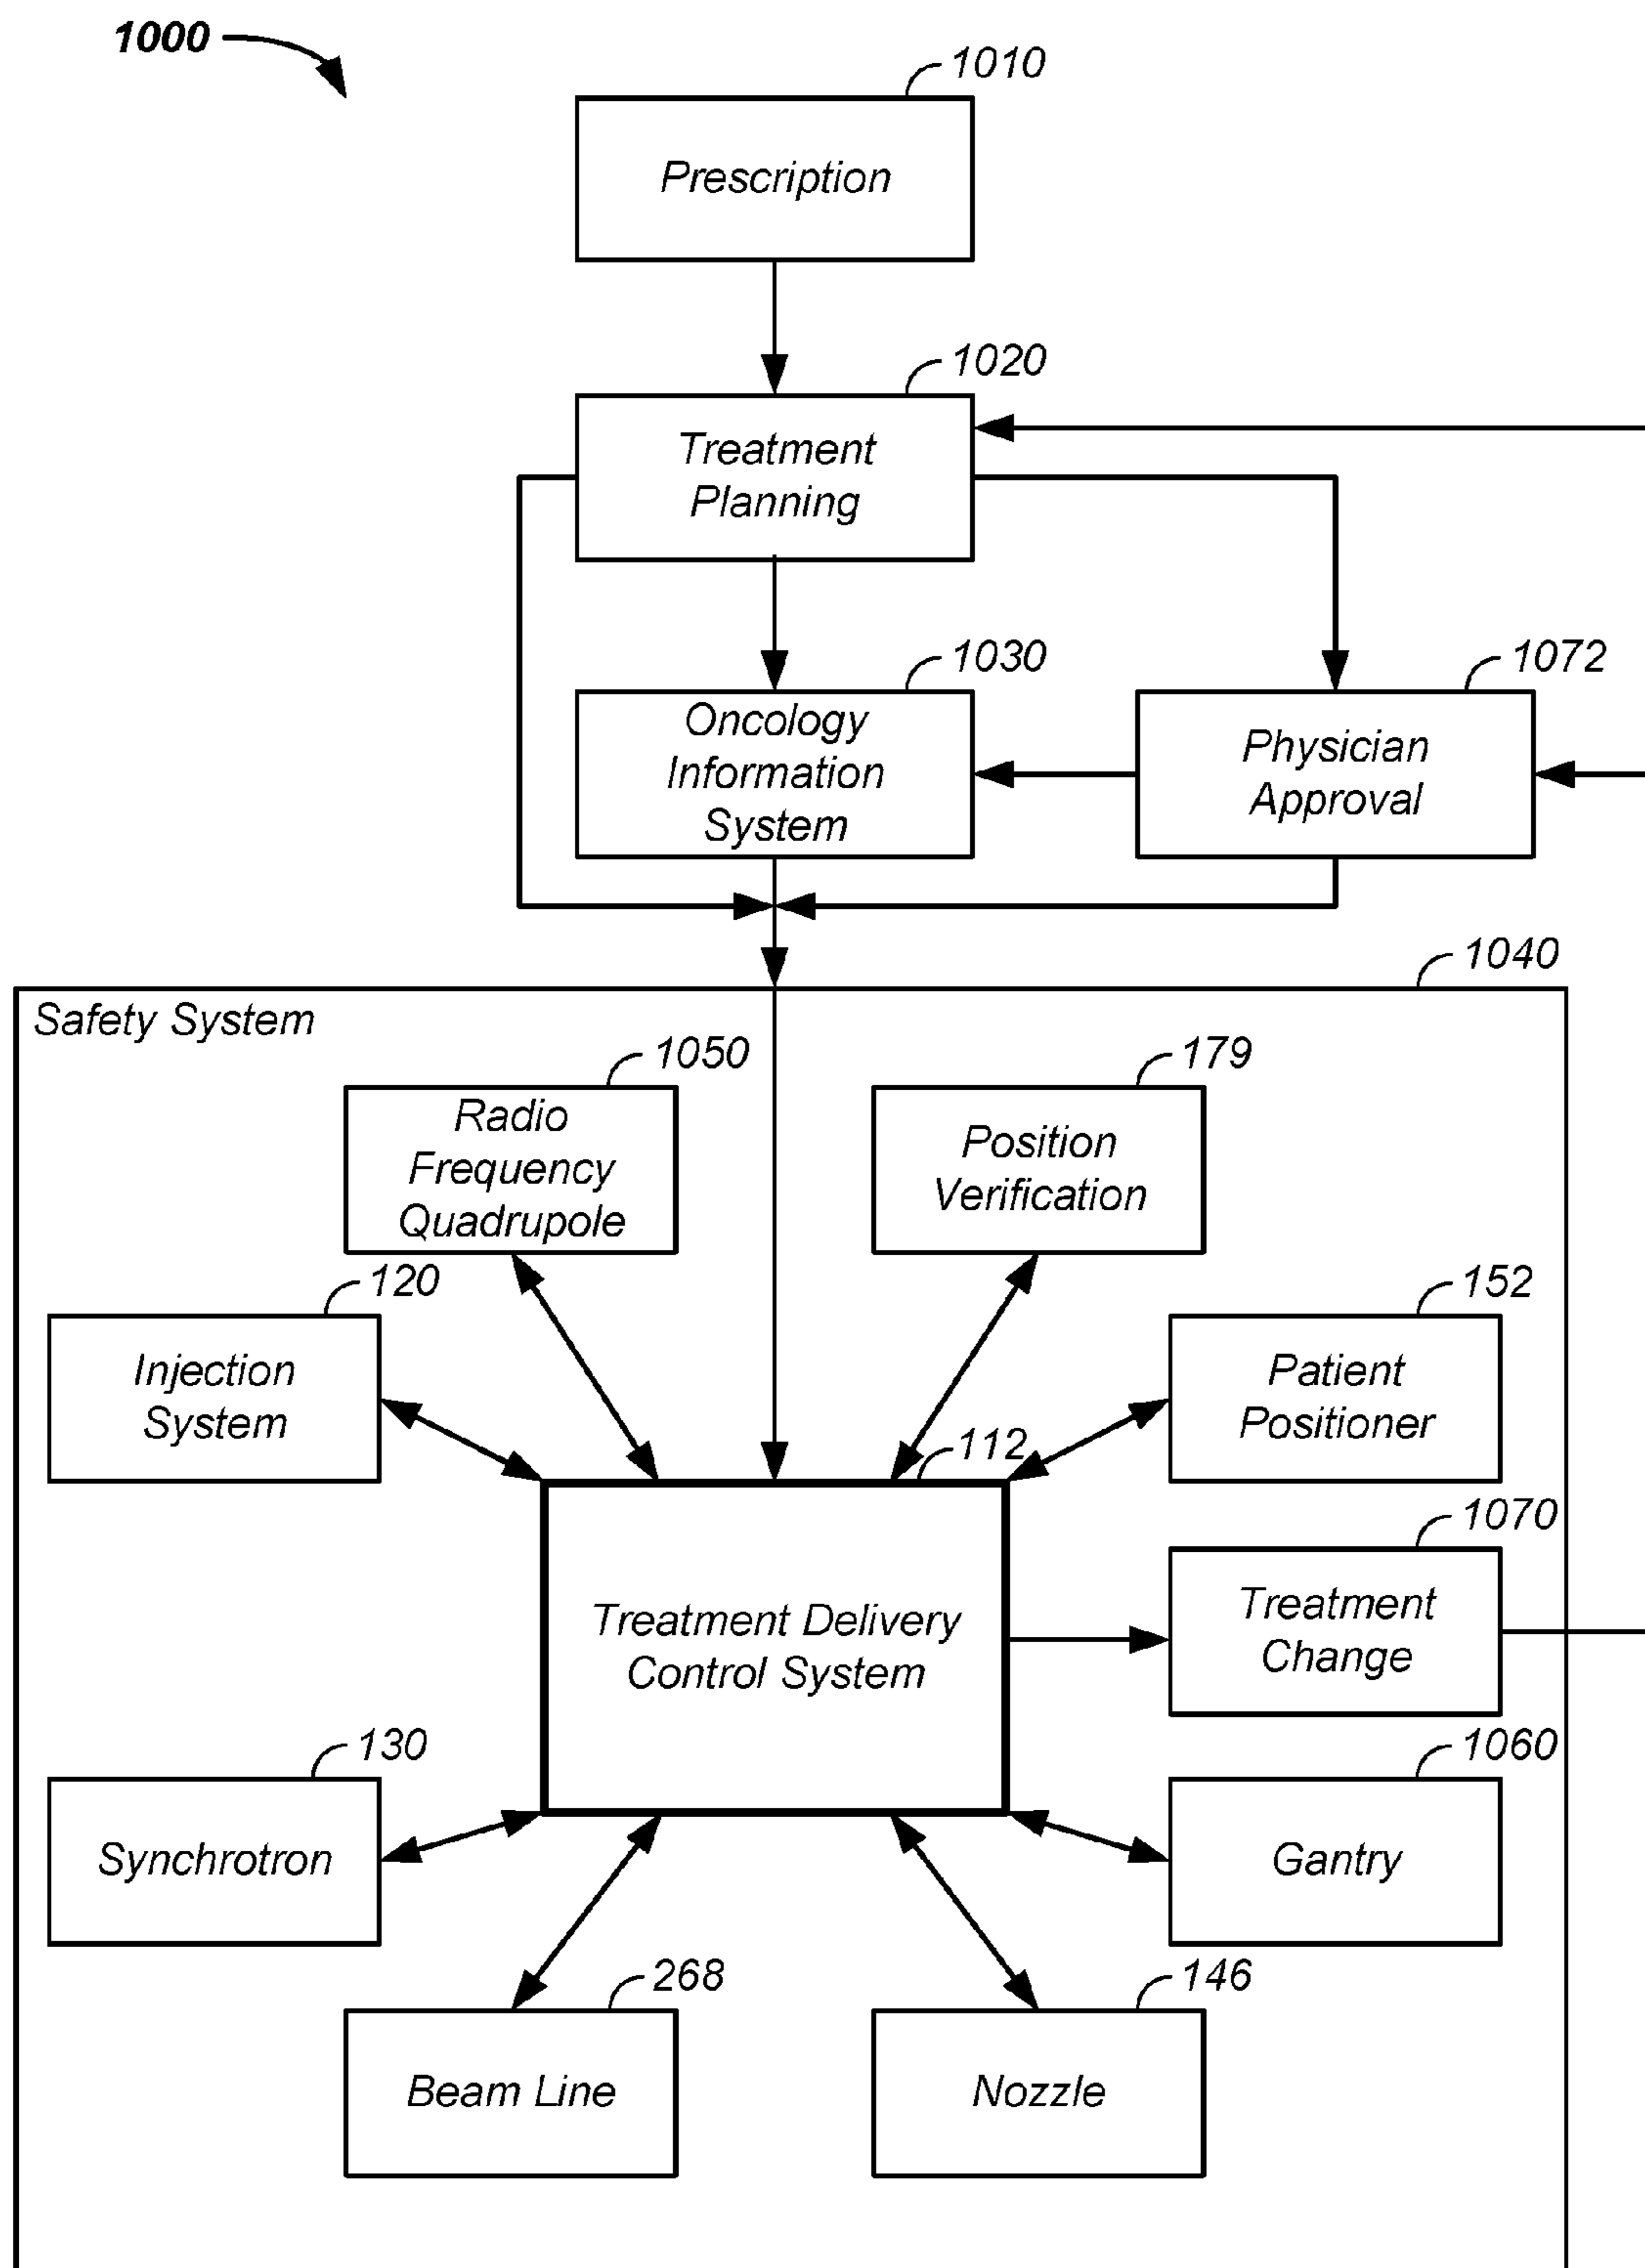 1000
1010
Prescription
1020
Treatment
Planning
1030
Oncology
Information
System
1072
Physician
Approval
1040
Safety System
1050
Radio
Frequency
Quadrupole
179
Position
Verification
120
Injection
System
152
Patient
Positioner
112
Treatment Delivery
Control System
1070
Treatment
Change
130
Synchrotron
1060
Gantry
268
Beam Line
146
Nozzle